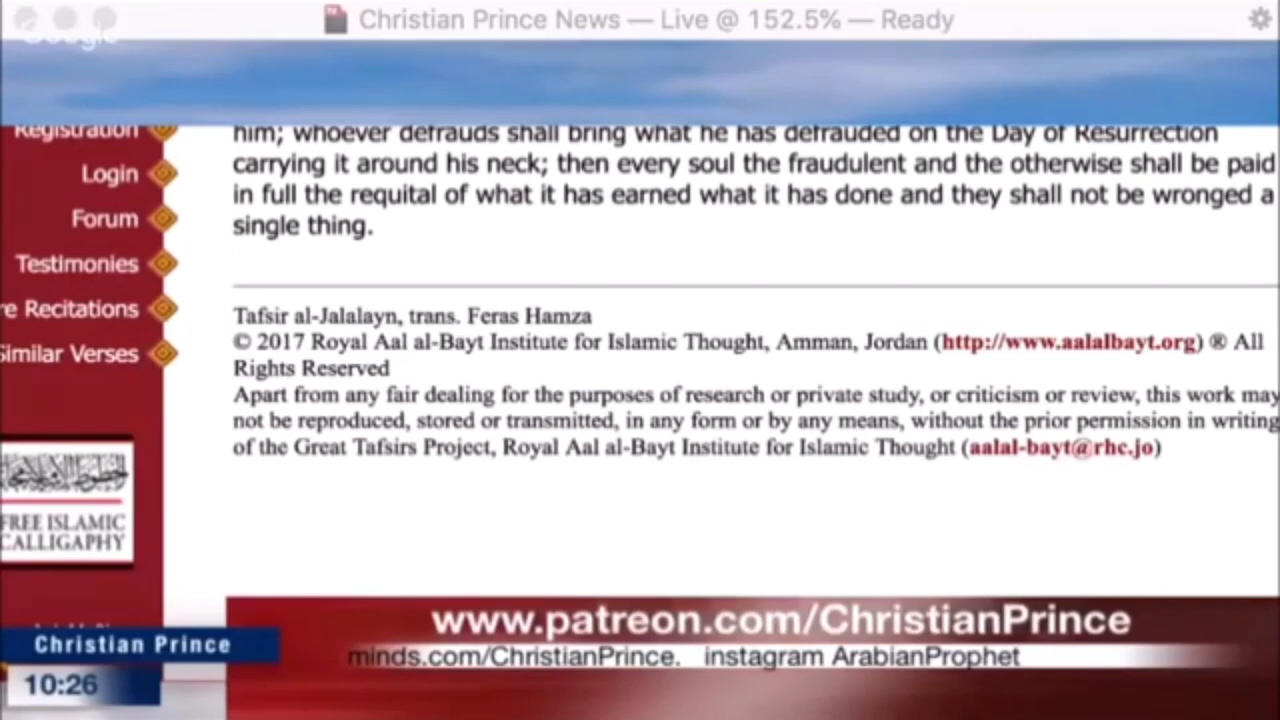 Christian Prince News — Live @ 152.5% — Ready
Google
Registration
Login
Forum
Testimonies
re Recitations
Similar Verses
FREE ISLAMIC
CALLIGAPHY
him; whoever defrauds shall bring what he has defrauded on the Day of Resurrection
carrying it around his neck; then every soul the fraudulent and the otherwise shall be paid
in full the requital of what it has earned what it has done and they shall not be wronged a
single thing.
Tafsir al-Jalalayn, trans. Feras Hamza
© 2017 Royal Aal al-Bayt Institute for Islamic Thought, Amman, Jordan (http://www.aalalbayt.org) ® All
Rights Reserved
Apart from any fair dealing for the purposes of research or private study, or criticism or review, this work may
not be reproduced, stored or transmitted, in any form or by any means, without the prior permission in writing
of the Great Tafsirs Project, Royal Aal al-Bayt Institute for Islamic Thought (aalal-bayt@rhc.jo)
www.patreon.com/ChristianPrince
minds.com/ChristianPrince. instagram ArabianProphet
Christian Prince
10:26